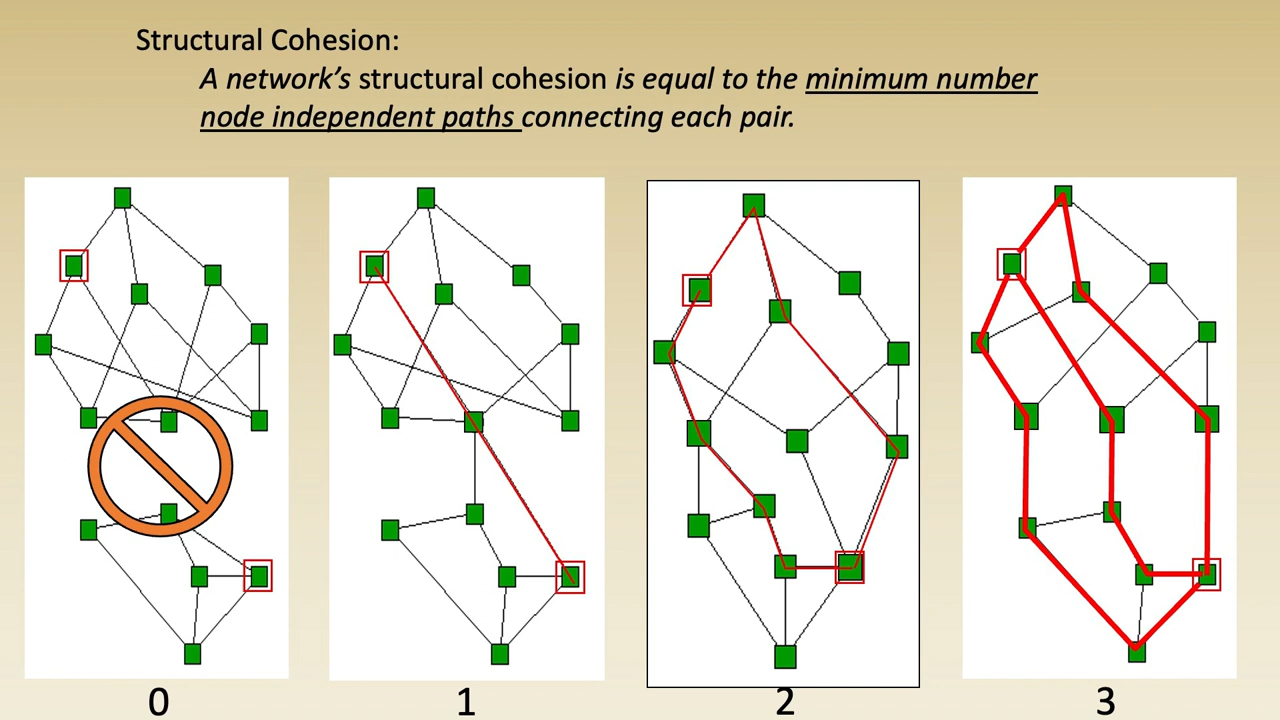 Structural Cohesion:
A network’s structural cohesion is equal to the minimum number
node independent paths connecting each pair.
0
1
2
3